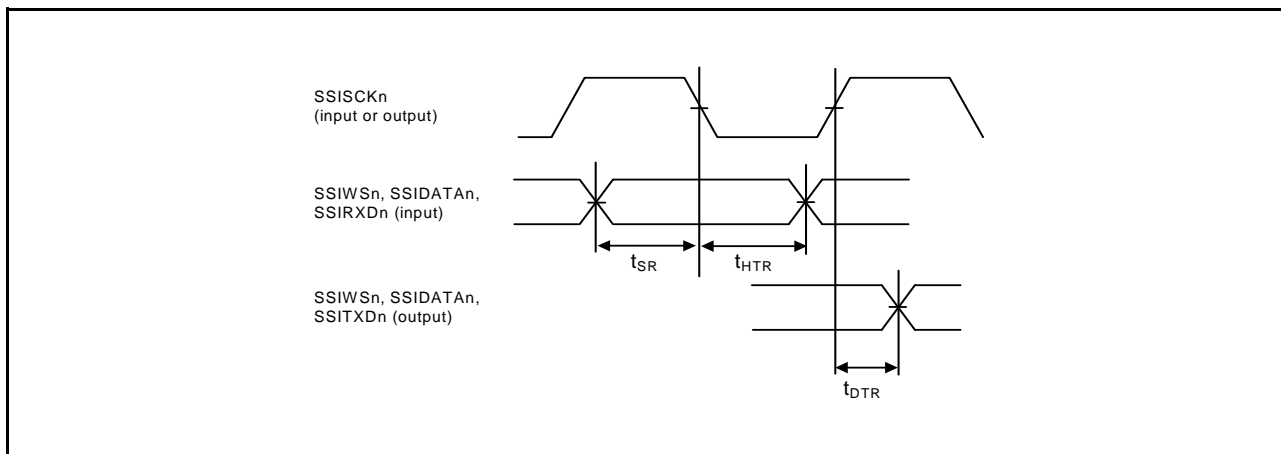 SSISCKn
(input or output)
SSIWSn, SSIDATAn,
SSIRXDn (input)
tSR
tHTR
SSIWSn, SSIDATAn,
SSITXDn (output)
tDTR